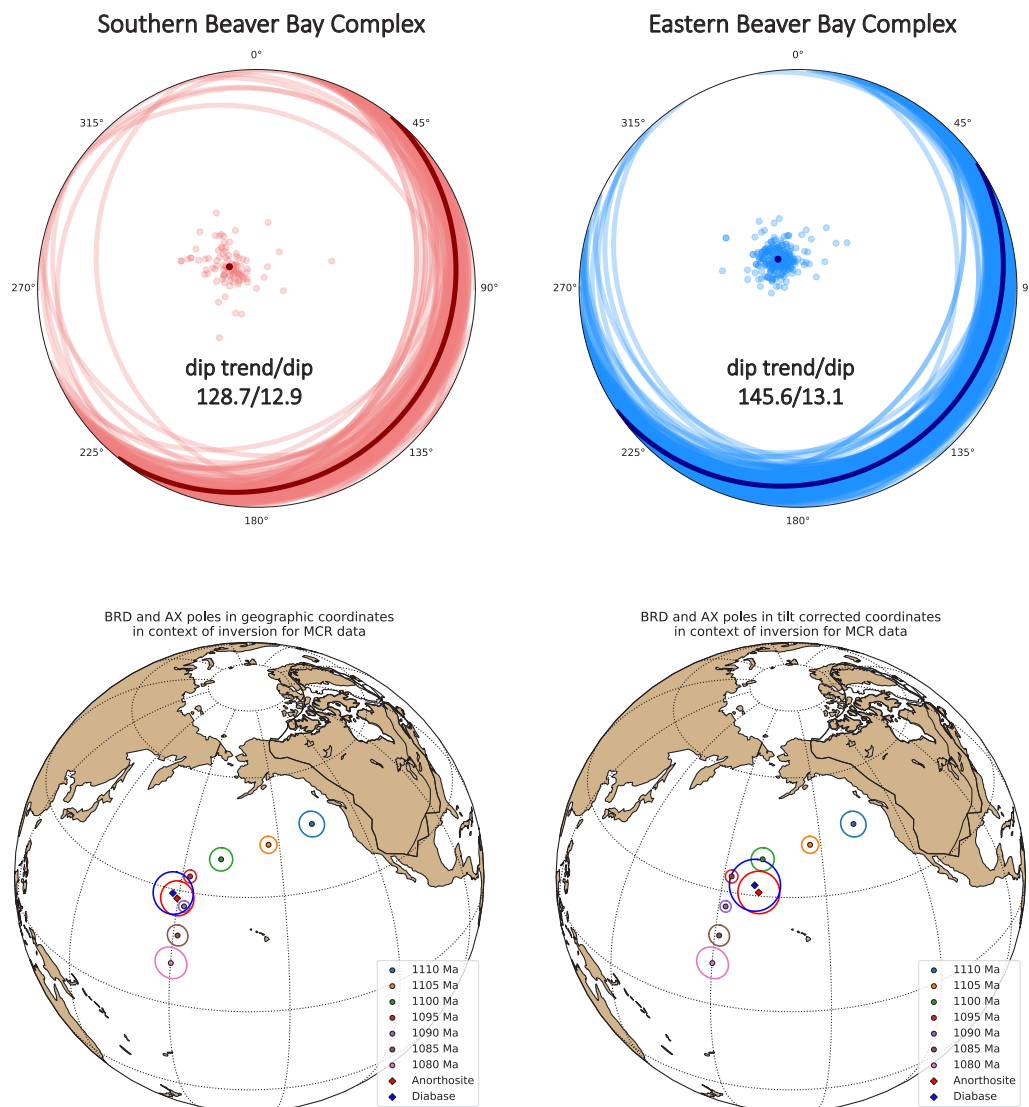 Southern Beaver Bay Complex
0°
45°
90°
135°
180°
225°
270°
315°
dip trend/dip
128.7/12.9
Eastern Beaver Bay Complex
0°
45°
9
135°
180°
225°
270°
315°
dip trend/dip
145.6/13.1
BRD and AX poles in geographic coordinates
in context of inversion for MCR data
1110 Ma
1105 Ma
1100 Ma
1095 Ma
1090 Ma
1085 Ma
1080 Ma
Anorthosite
Diabase
BRD and AX poles in tilt corrected coordinates
in context of inversion for MCR data
1110 Ma
1105 Ma
1100 Ma
1095 Ma
1090 Ma
1085 Ma
1080 Ma
Anorthosite
Diabase